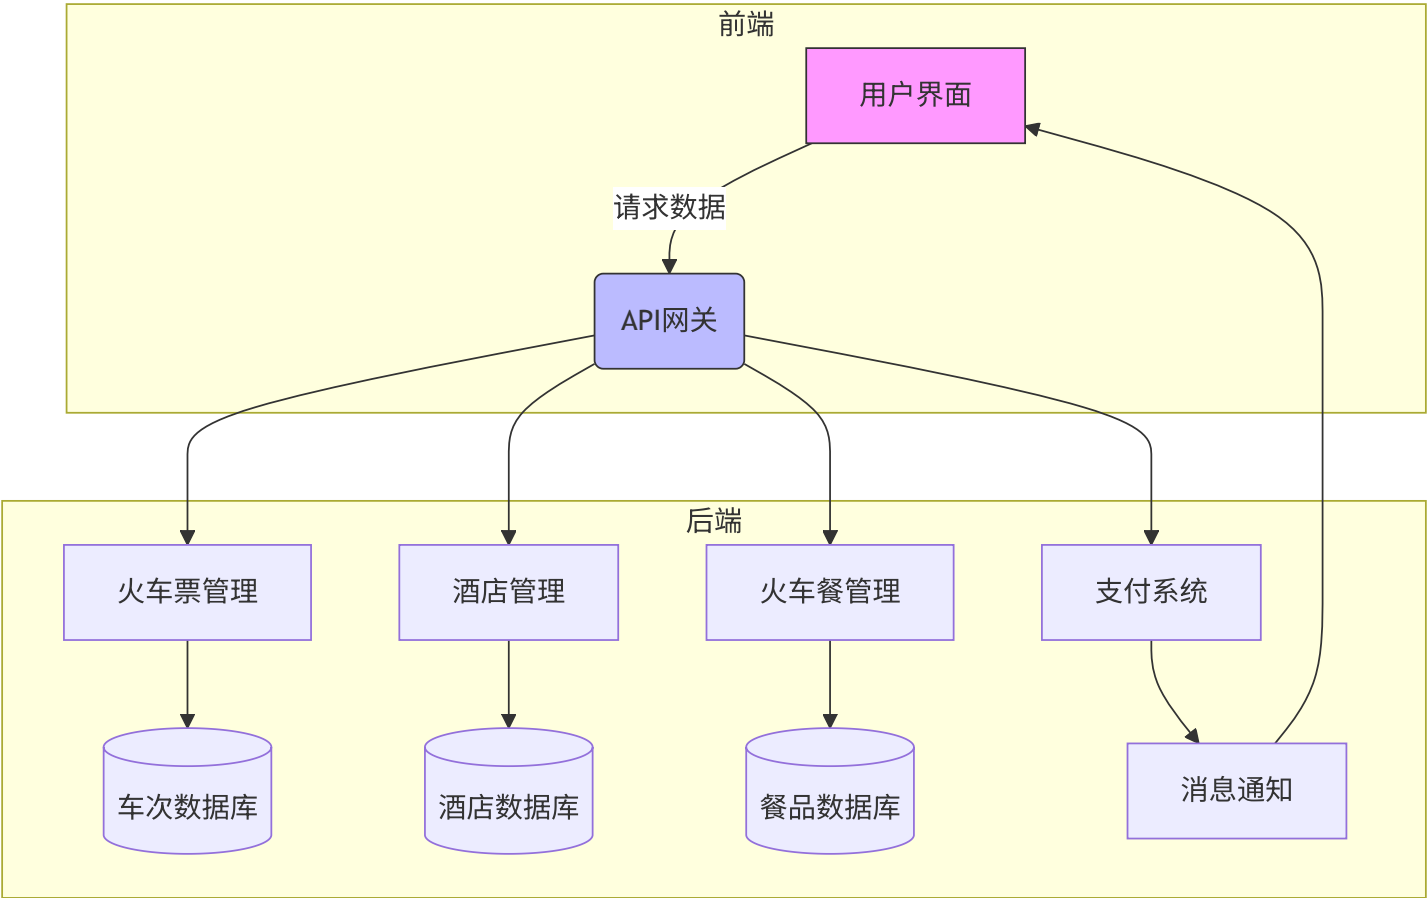 前端
用户界面
请求数据
API网关
后端
火车票管理
酒店管理
火车餐管理
支付系统
车次数据库
酒店数据库
餐品数据库
消息通知